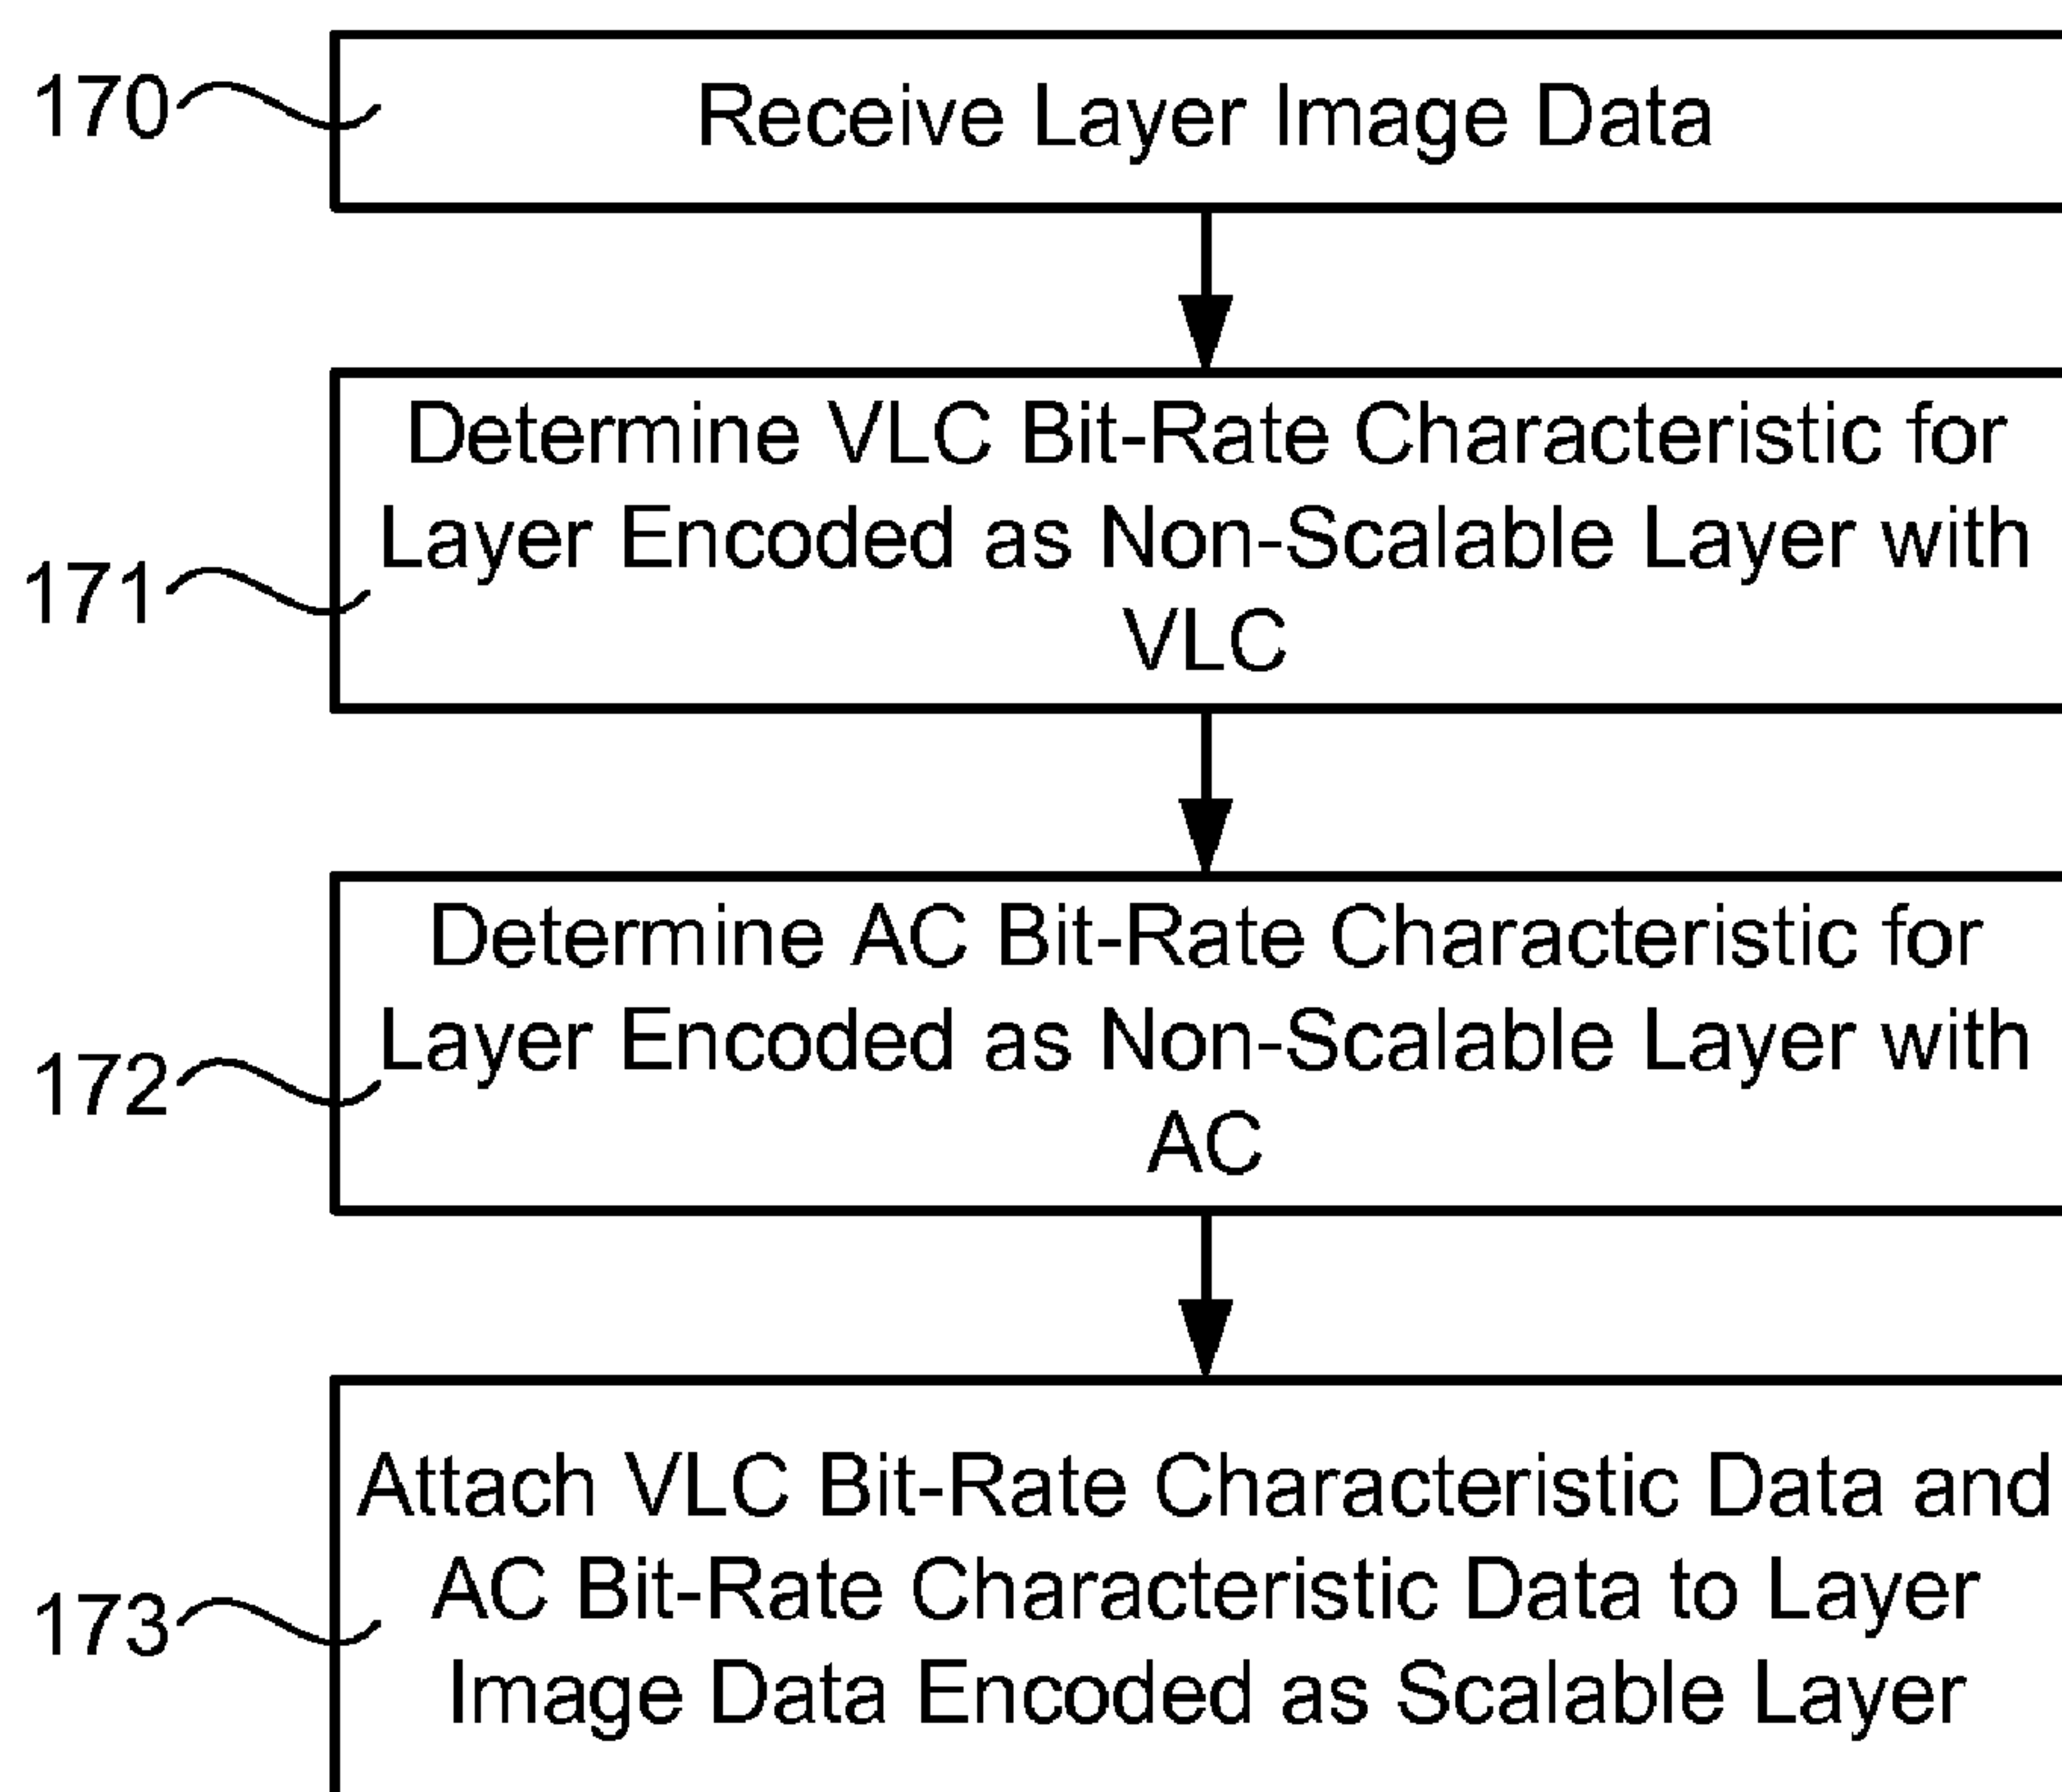 170
Receive Layer Image Data
171
Determine VLC Bit-Rate Characteristic for
Layer Encoded as Non-Scalable Layer with
VLC
172
Determine AC Bit-Rate Characteristic for
Layer Encoded as Non-Scalable Layer with
AC
173
Attach VLC Bit-Rate Characteristic Data and
AC Bit-Rate Characteristic Data to Layer
Image Data Encoded as Scalable Layer